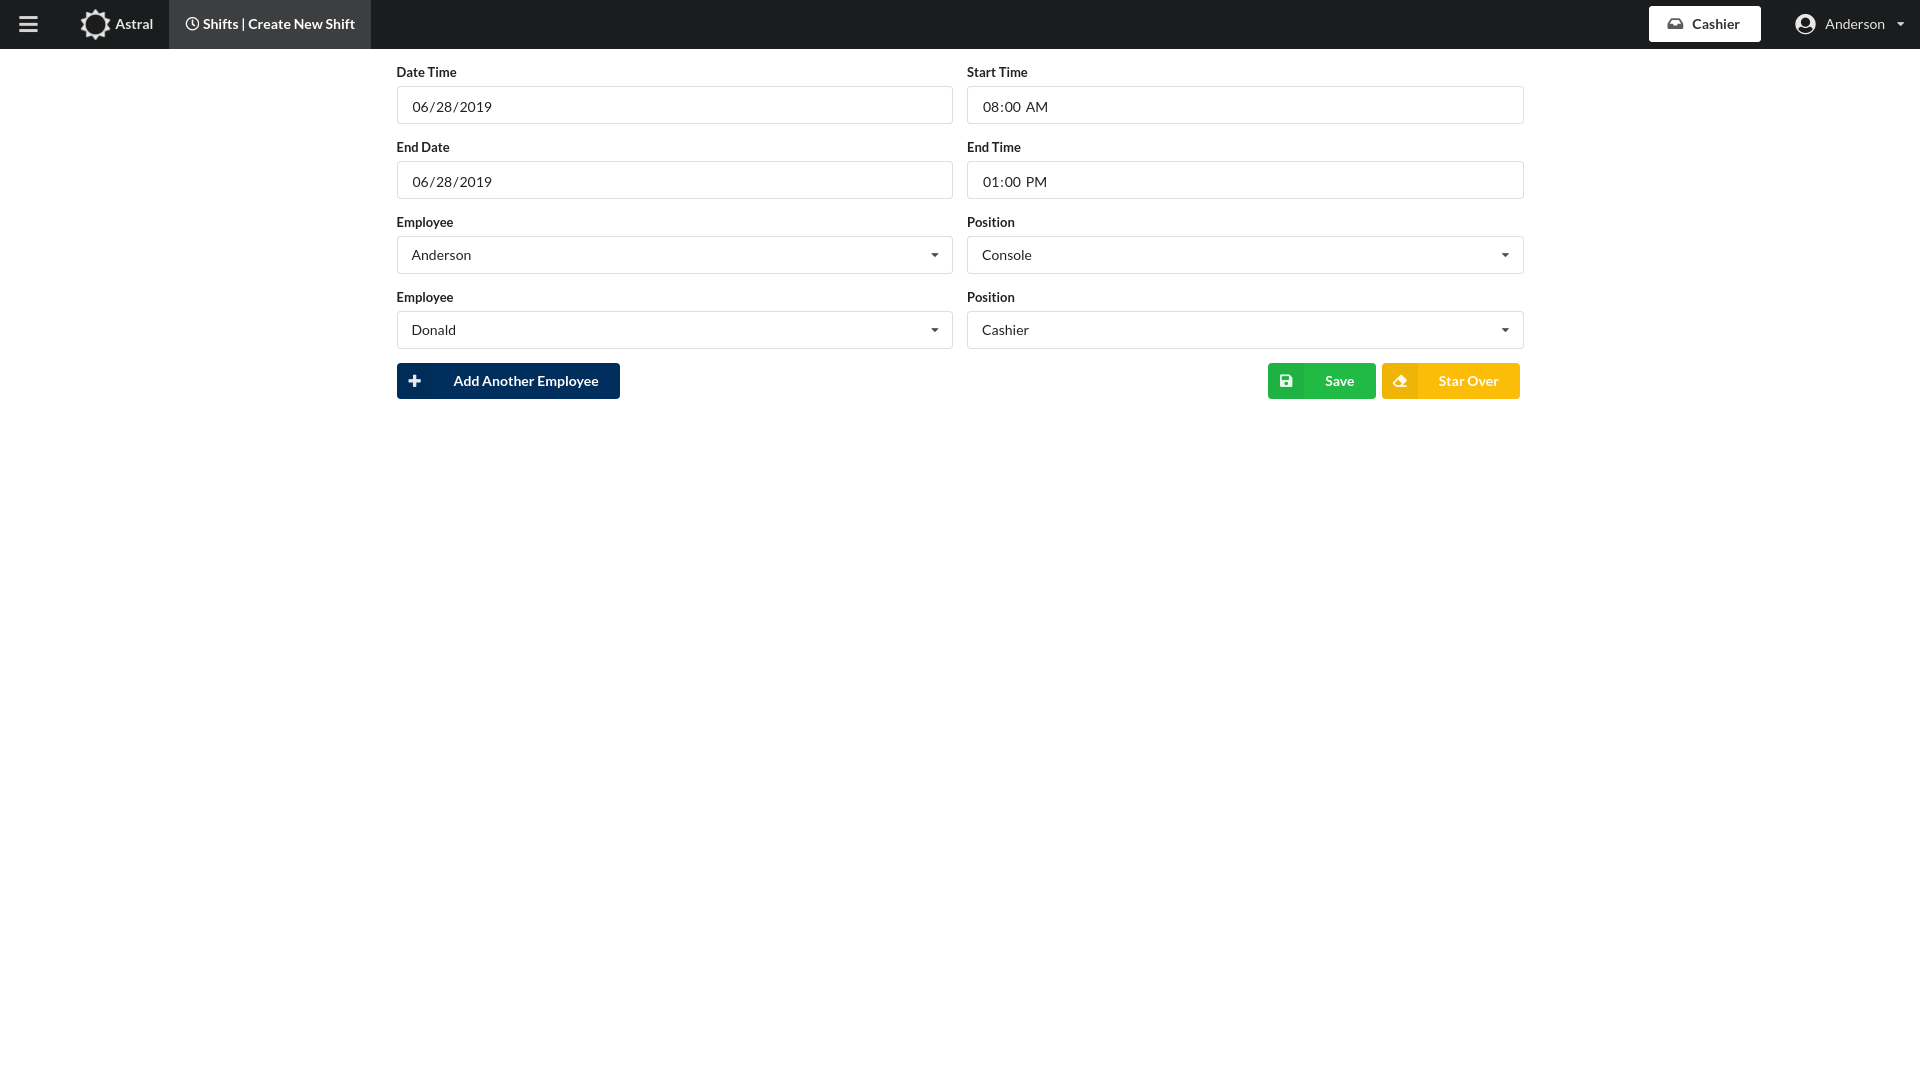 Astral
Shifts | Create New Shift
Cashier
Anderson
Date Time
Start Time
06/28/2019
08:00 AM
End Date
End Time
06/28/2019
01:00 PM
Employee
Position
Anderson
Console
Employee
Position
Donald
Cashier
Add Another Employee
Save
Star Over